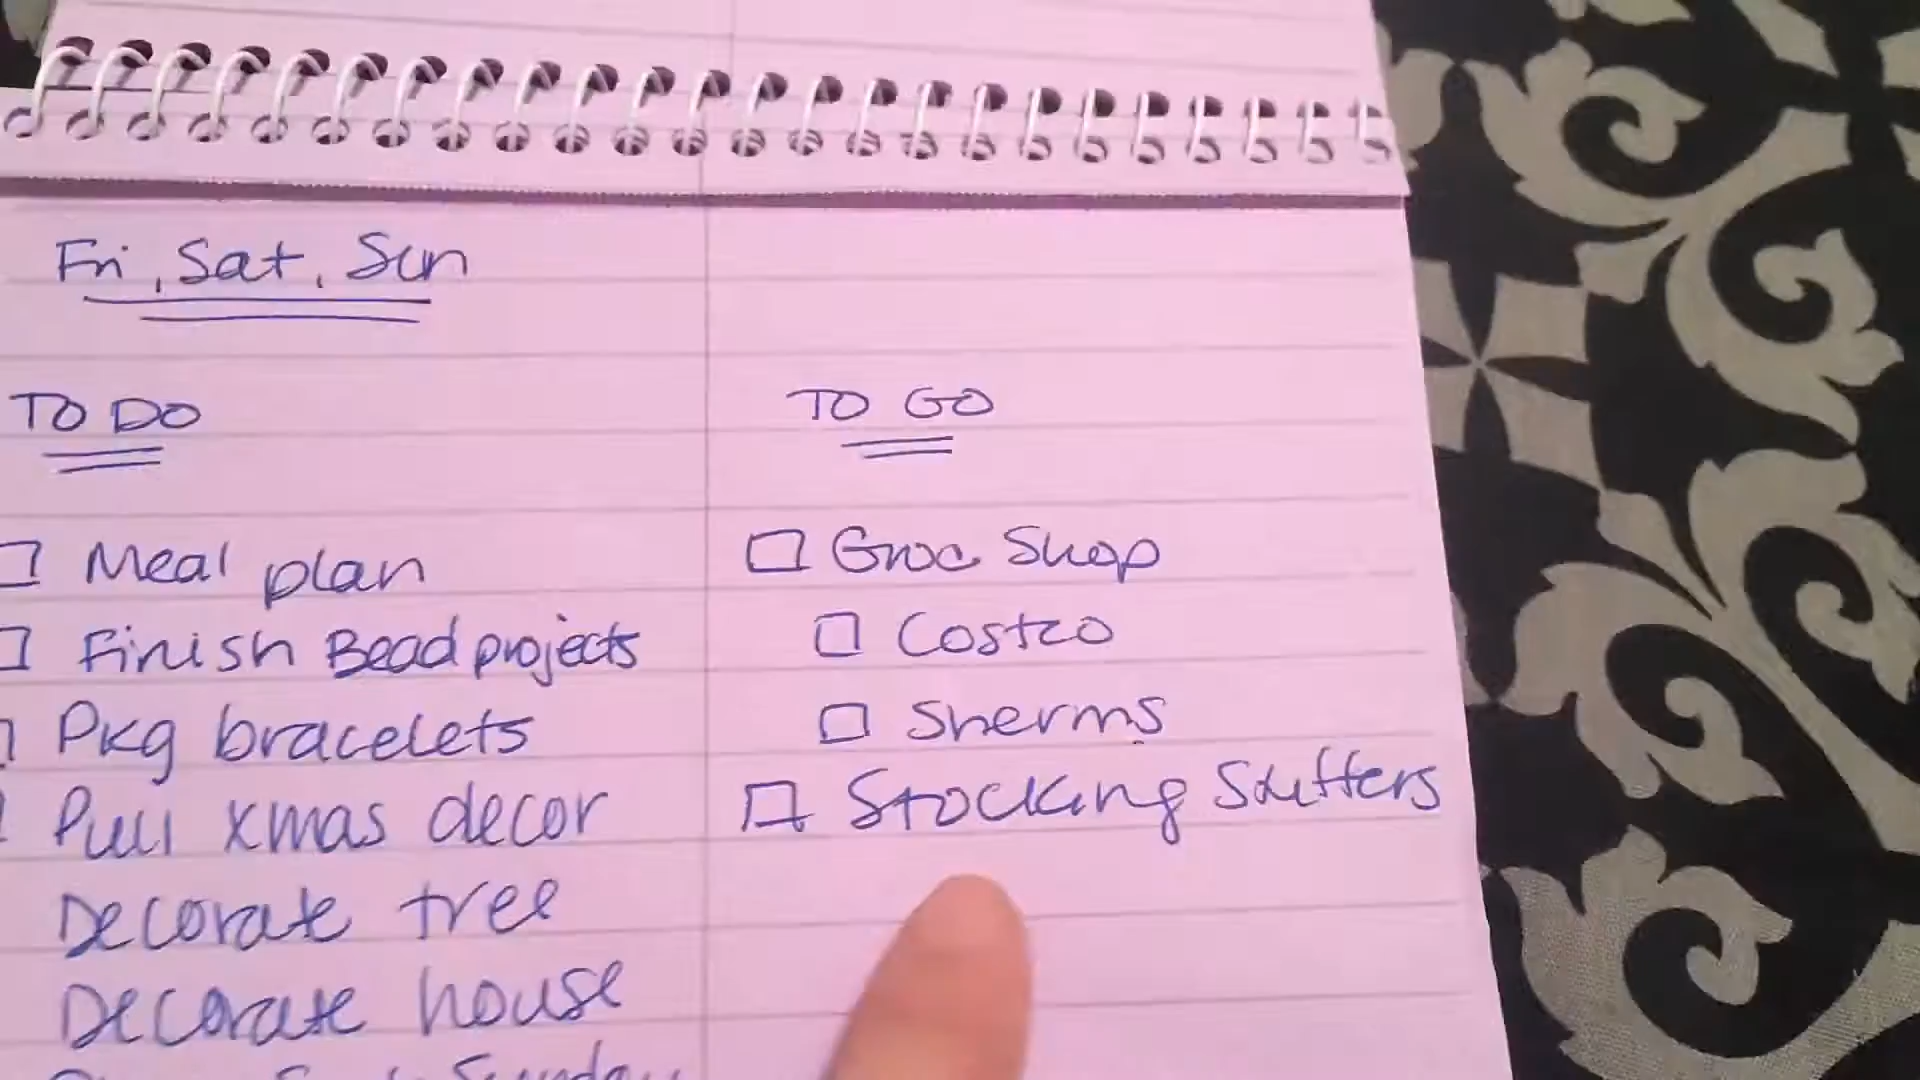 Fri, Sat, Sun
TO DO
Meal plan
Finish Bead projects
Pkg bracelets
Pull xmas decor
Decorate tree
Decorate house
Sunday
TO GO
Groc Shop
Costco
Sherms
Stocking Stuffers